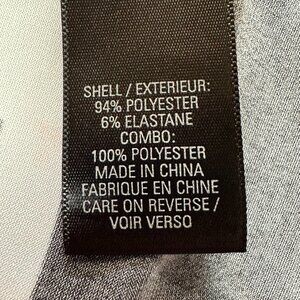 SHELL / EXTERIEUR:
94% POLYESTER
6% ELASTANE
COMBO:
100% POLYESTER
MADE IN CHINA
FABRIQUE EN CHINE
CARE ON REVERSE /
VOIR VERSO